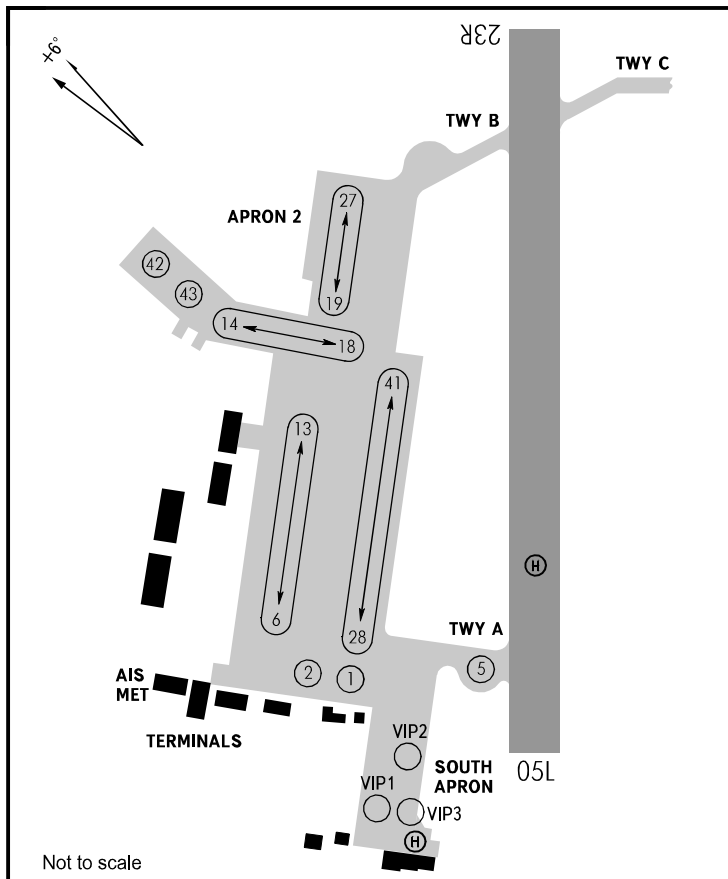 23R
+9°
TWY C
TWY B
27
APRON 2
42
43
19
14
18
41
13
H
6
28
TWY A
5
2
1
AIS
MET
TERMINALS
VIP2
SOUTH
APRON
05L
VIP1
VIP3
H
Not to scale